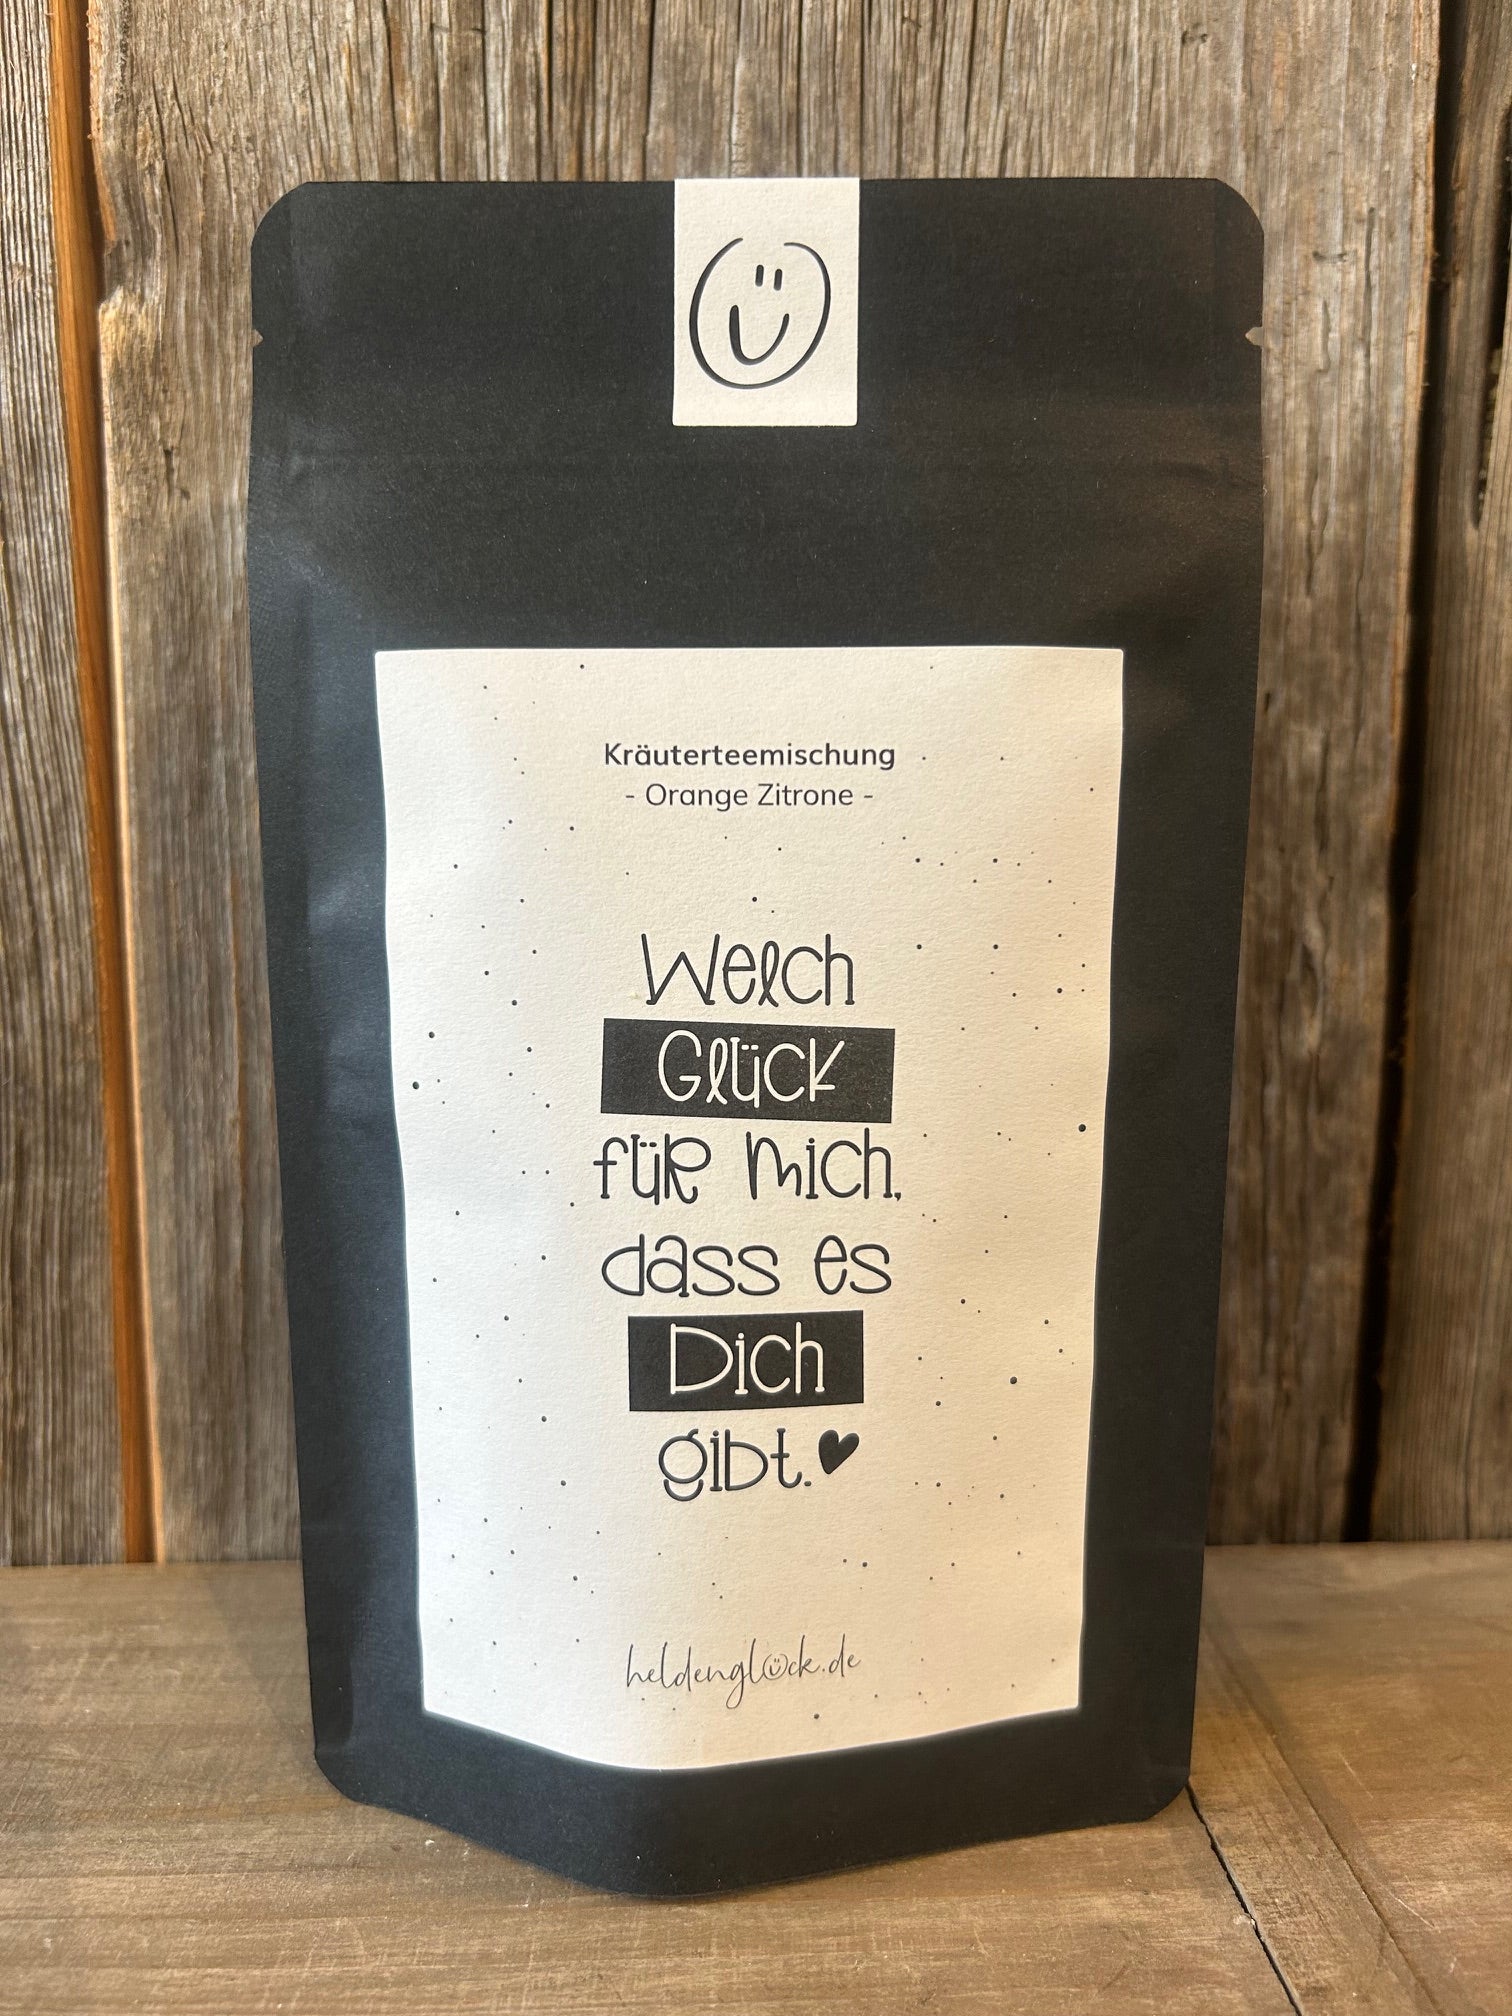 Kräuterteemischung
- Orange Zitrone -
Welch
Glück
für mich,
dass es
Dich
gibt.
heldenglück.de